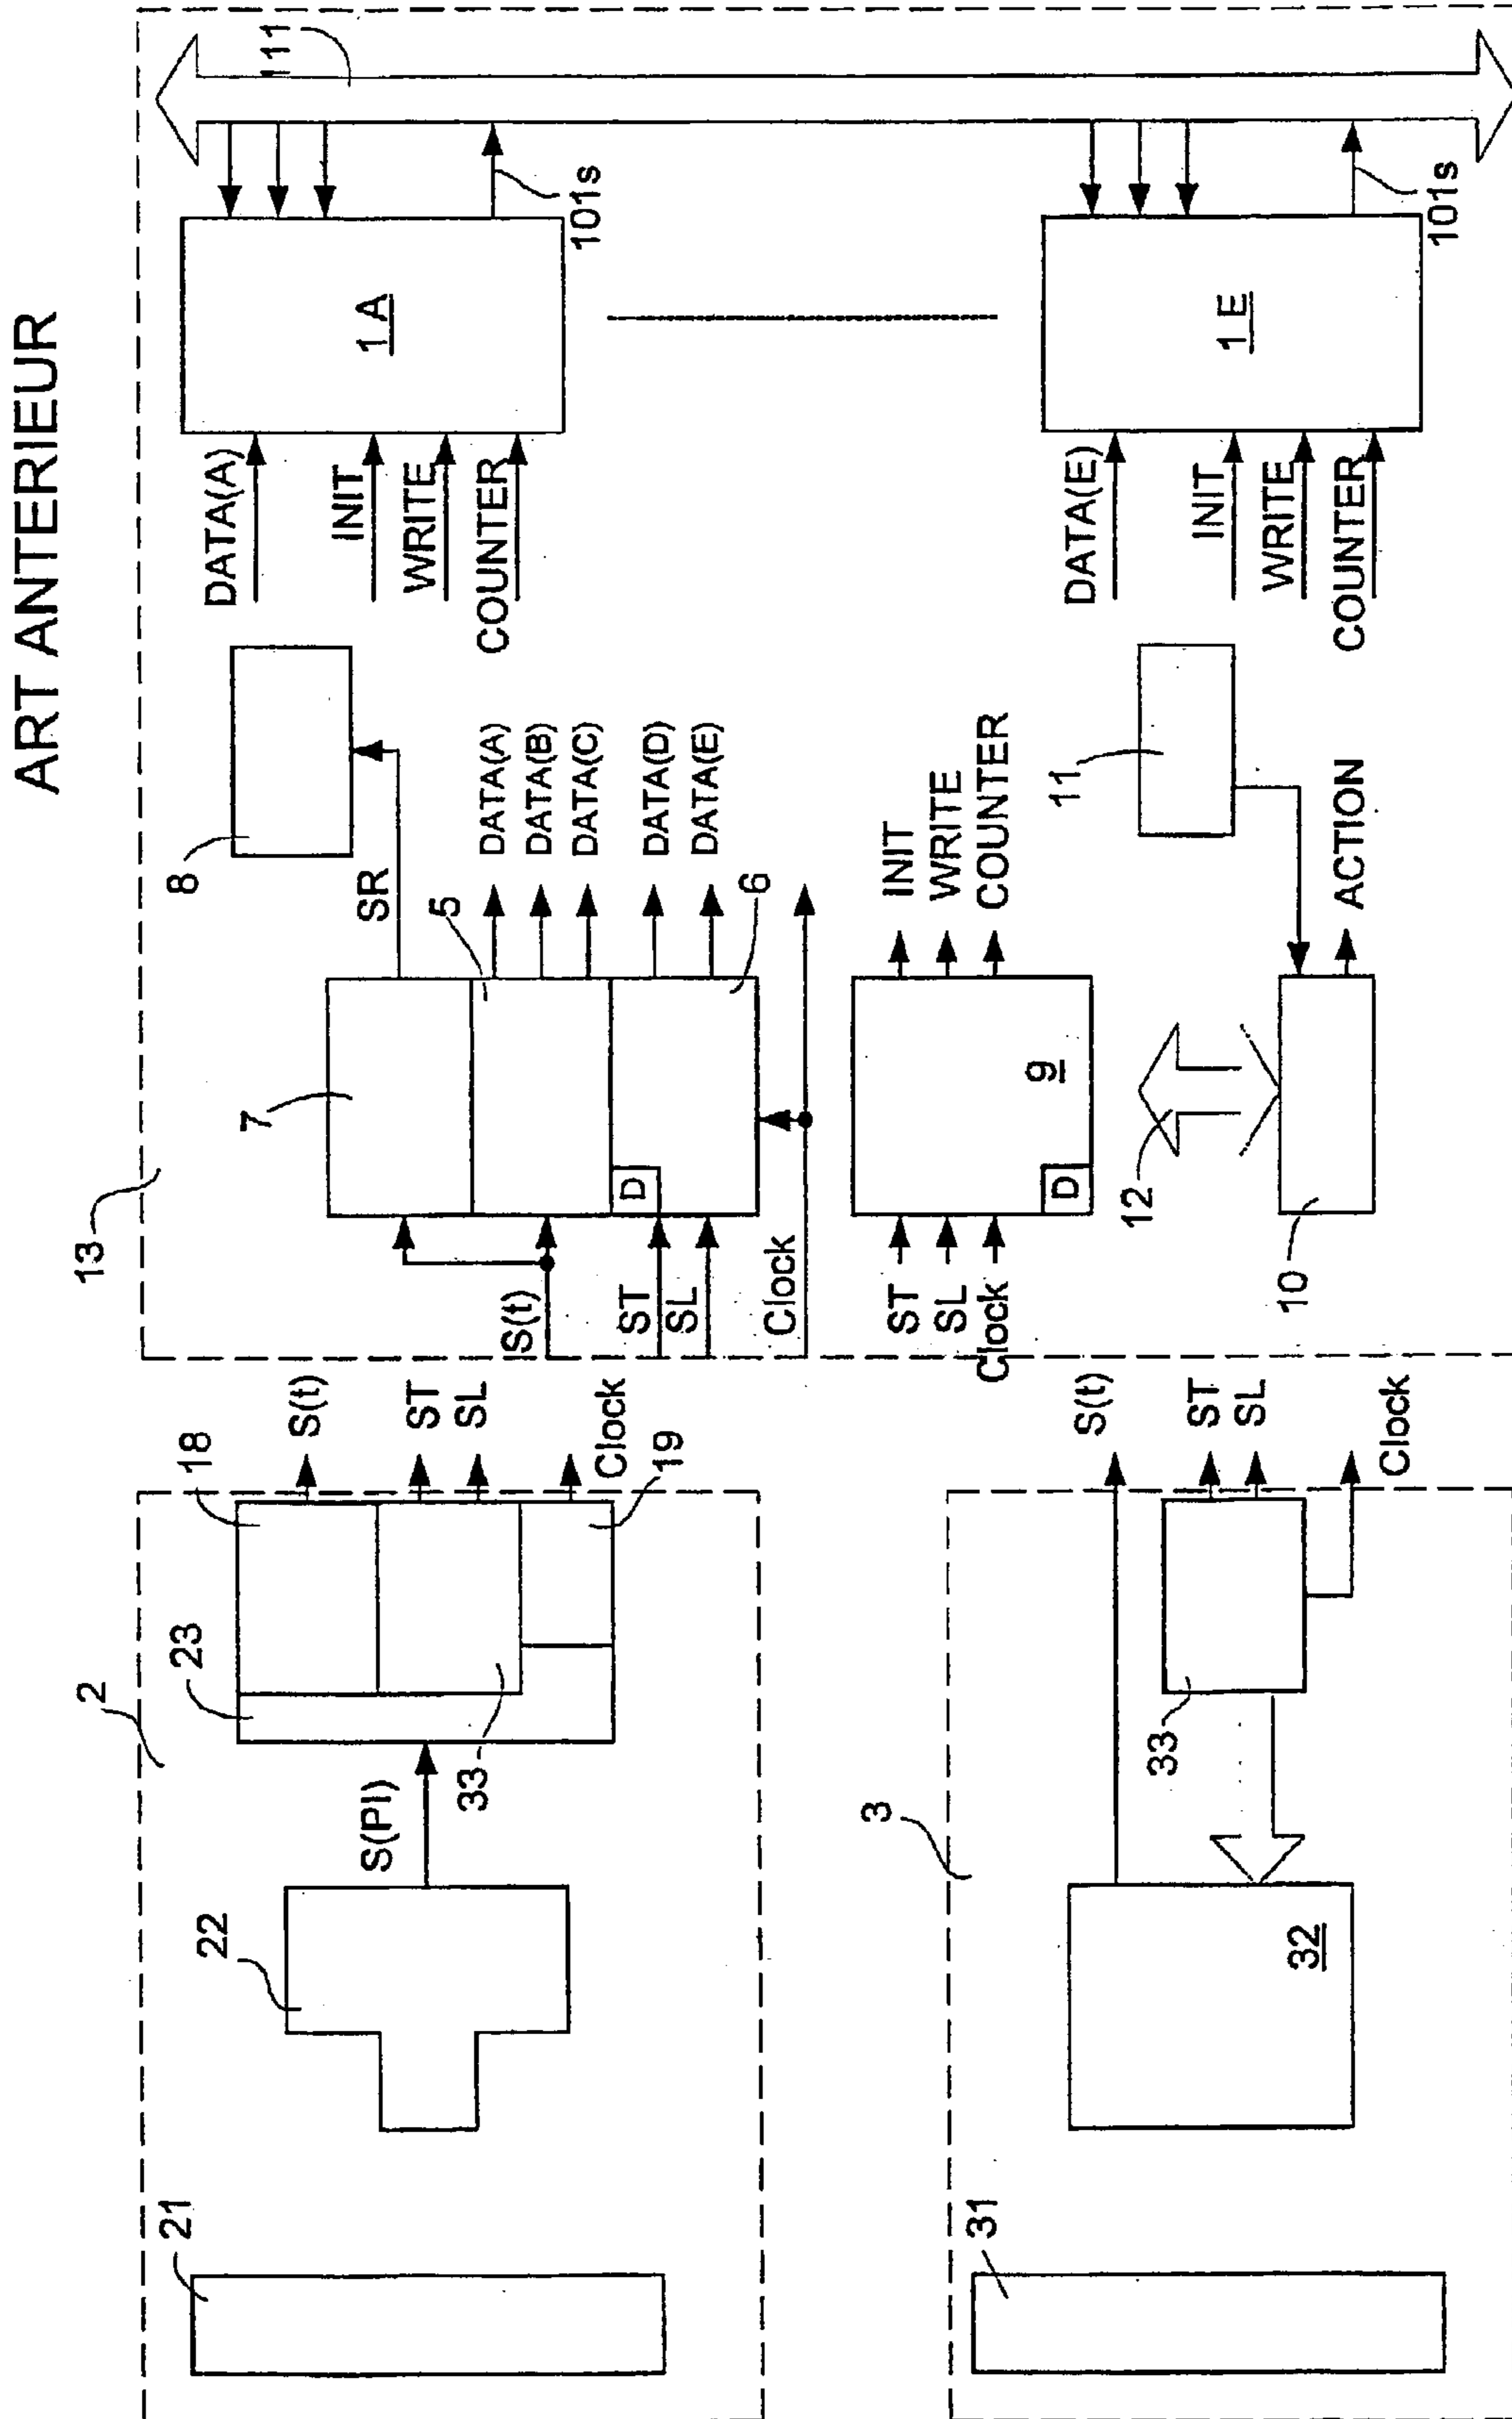 ART ANTERIEUR
2
21
22
S(PI)
23
18
33
19
S(t)
ST
SL
Clock
3
31
32
33
S(t)
ST
SL
Clock
13
S(t)
ST
SL
Clock
7
5
D
6
SR
8
DATA(A)
DATA(B)
DATA(C)
DATA(D)
DATA(E)
ST
SL
Clock
D
9
INIT
WRITE
COUNTER
12
10
11
ACTION
DATA(A)
INIT
WRITE
COUNTER
1A
101s
111
DATA(E)
INIT
WRITE
COUNTER
1E
101s